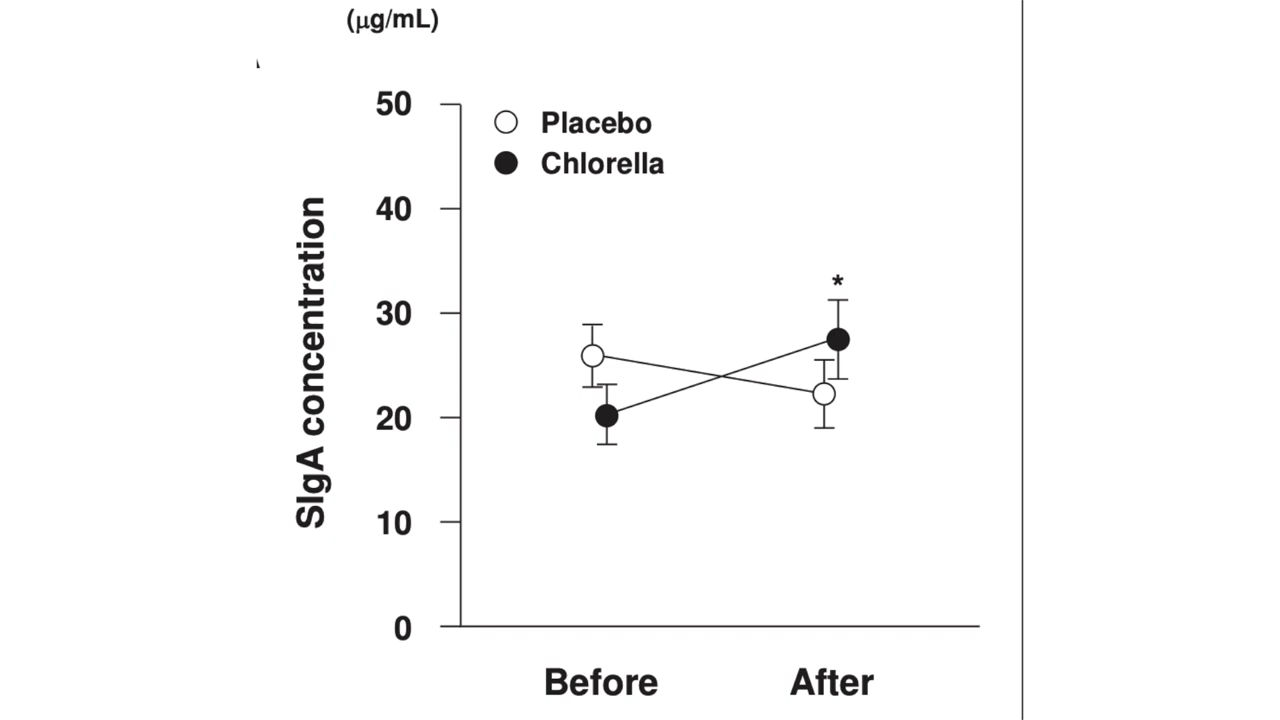 (μg/mL)
50
Placebo
Chlorella
40
30
*
20
10
0
SIgA concentration
Before After